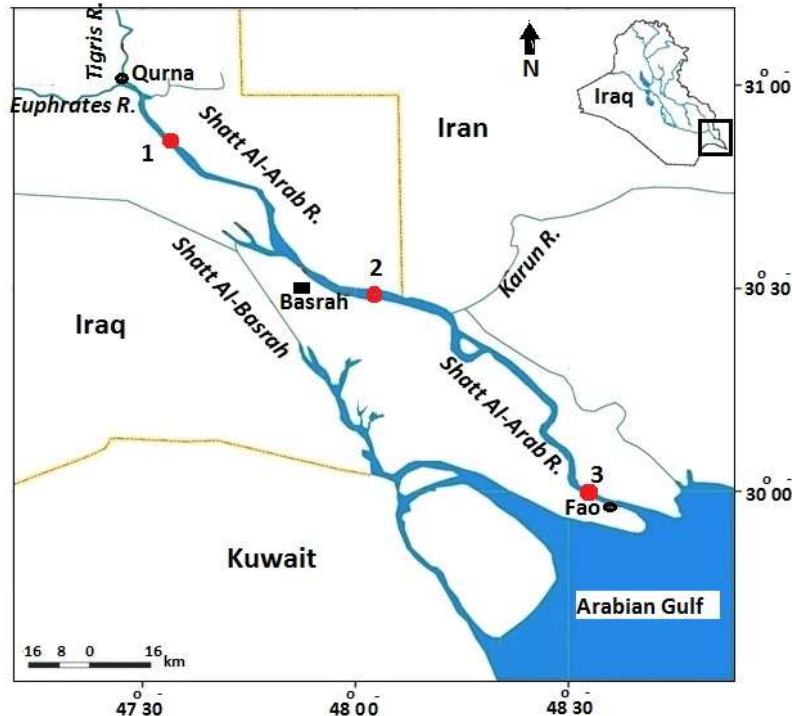 Tigris R.
Qurna
Euphrates R.
1
Shatt Al-Arab R.
Iran
N
Iraq
31° 00
2
Karun R.
Basrah
30° 30
Shatt Al-Basrah
Iraq
Shatt Al-Arab R.
3
Fao
30° 00
Kuwait
Arabian Gulf
16 8 0 16
km
47° 30
48° 00
48° 30